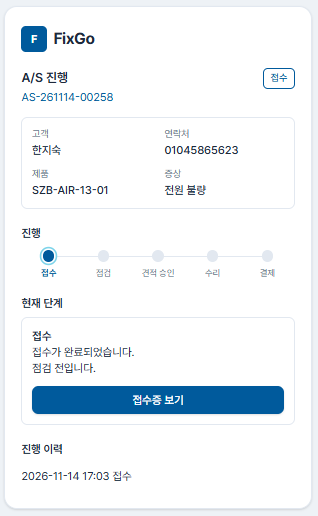 F FixGo
A/S 진행 접수
AS-261114-00258
고객 연락처
한지숙 01045865623
제품 증상
SZB-AIR-13-01 전원 불량
진행
접수 점검 견적 승인 수리 결제
현재 단계
접수
접수가 완료되었습니다.
점검 전입니다.
접수증 보기
진행 이력
2026-11-14 17:03 접수